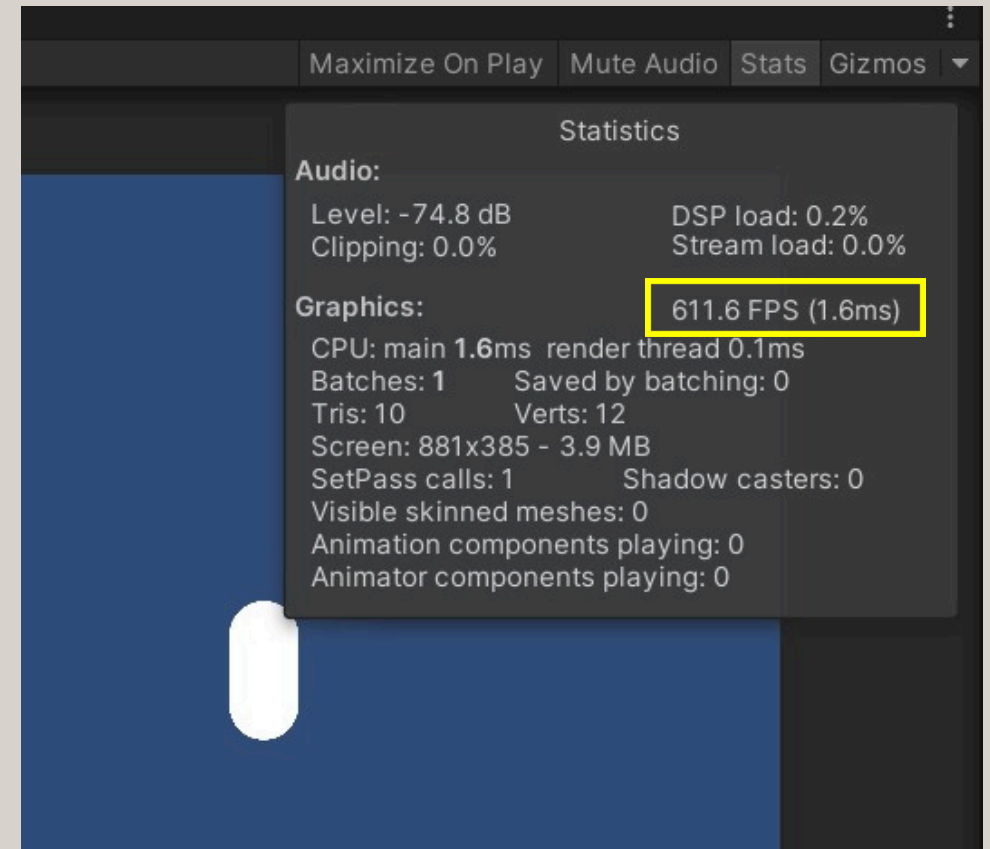 Maximize On Play Mute Audio Stats Gizmos
Statistics
Audio:
Level: -74.8 dB DSP load: 0.2%
Clipping: 0.0% Stream load: 0.0%
Graphics: 611.6 FPS (1.6ms)
CPU: main 1.6ms render thread 0.1ms
Batches: 1 Saved by batching: 0
Tris: 10 Verts: 12
Screen: 881x385 - 3.9 MB
SetPass calls: 1 Shadow casters: 0
Visible skinned meshes: 0
Animation components playing: 0
Animator components playing: 0